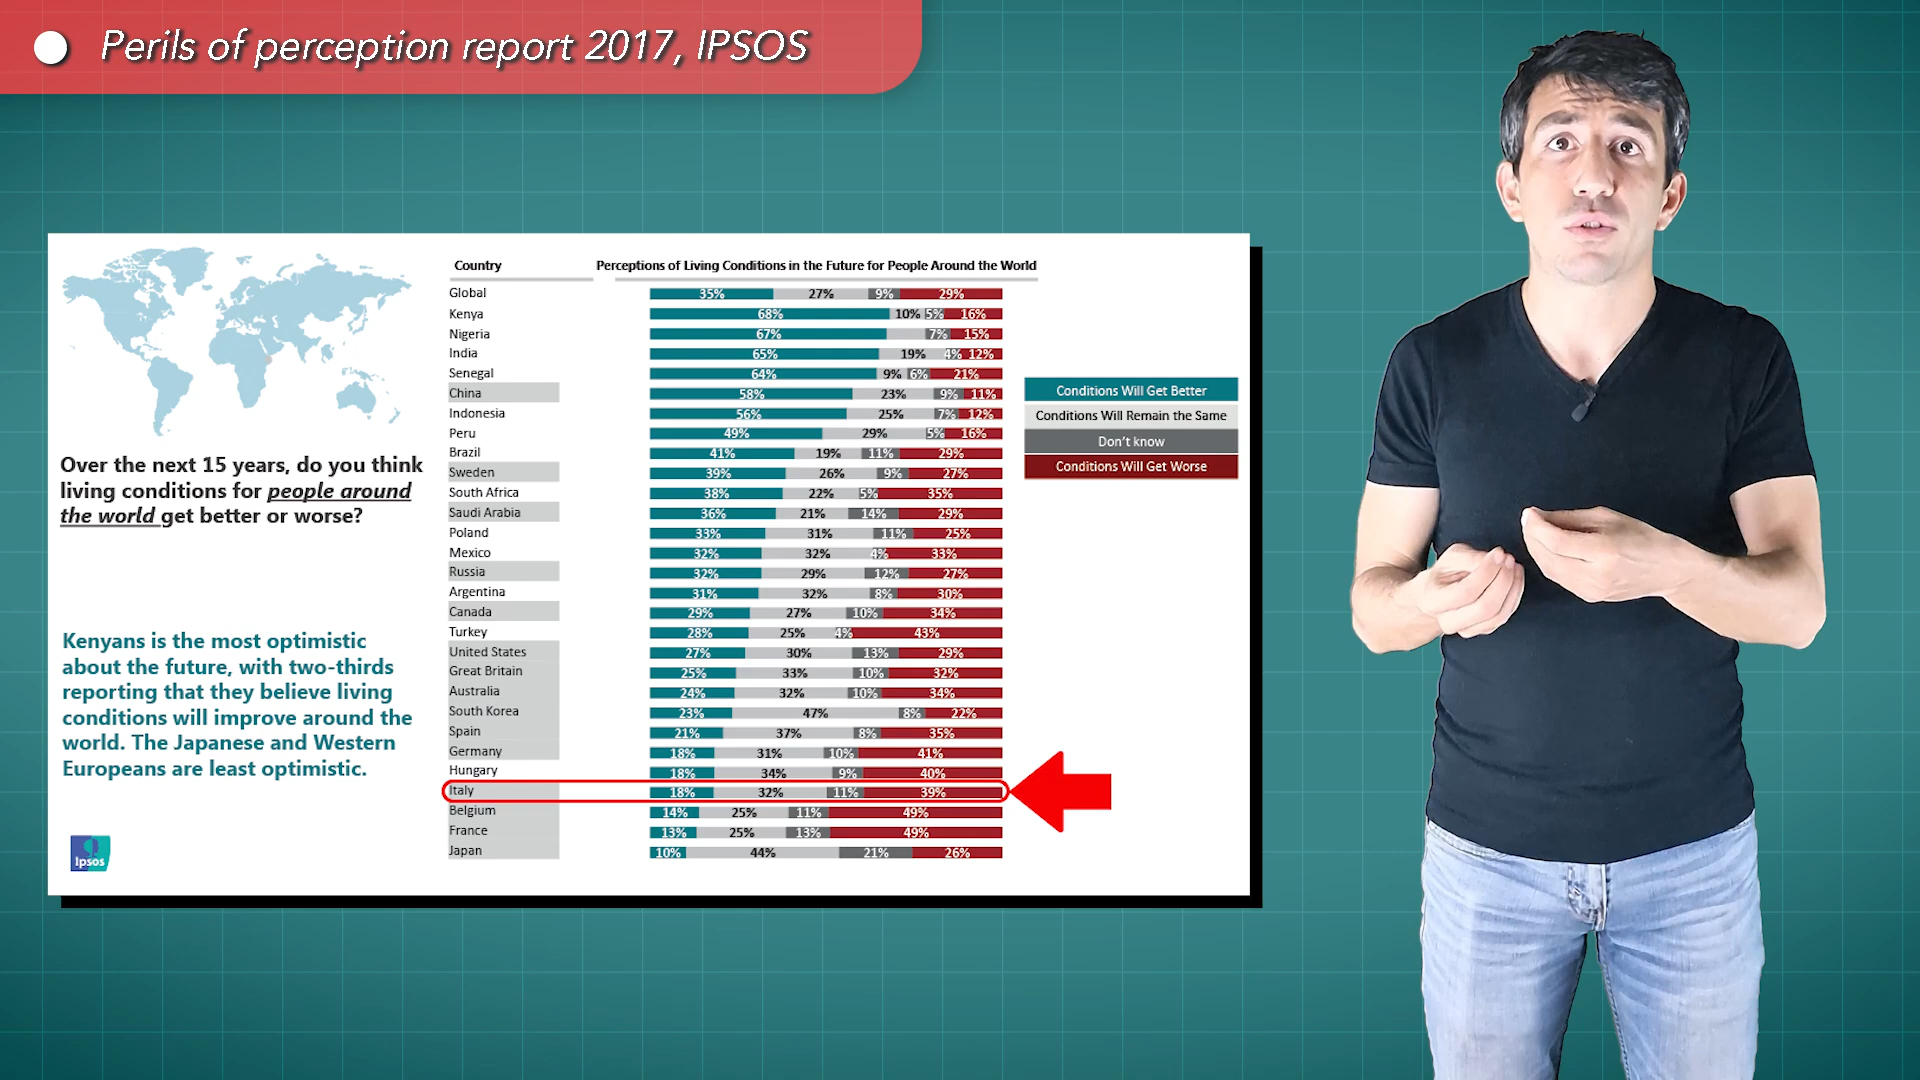 Perils of perception report 2017, IPSOS
Country Perceptions of Living Conditions in the Future for People Around the World
Global 35% 27% 9% 29%
Kenya 68% 10% 5% 16%
Nigeria 67% 7% 15%
India 65% 19% 4% 12%
Senegal 64% 9% 6% 21%
China 58% 23% 9% 11%
Indonesia 56% 25% 7% 12%
Peru 49% 29% 5% 16%
Brazil 41% 19% 11% 29%
Sweden 39% 26% 9% 27%
South Africa 38% 22% 5% 35%
Saudi Arabia 36% 21% 14% 29%
Poland 33% 31% 11% 25%
Mexico 32% 32% 4% 33%
Russia 32% 29% 12% 27%
Argentina 31% 32% 8% 30%
Canada 29% 27% 10% 34%
Turkey 28% 25% 4% 43%
United States 27% 30% 13% 29%
Great Britain 25% 33% 10% 32%
Australia 24% 32% 10% 34%
South Korea 23% 47% 8% 22%
Spain 21% 37% 8% 35%
Germany 18% 31% 10% 41%
Hungary 18% 34% 9% 40%
Italy 18% 32% 11% 39%
Belgium 14% 25% 11% 49%
France 13% 25% 13% 49%
Japan 10% 44% 21% 26%
Conditions Will Get Better
Conditions Will Remain the Same
Don't know
Conditions Will Get Worse
Over the next 15 years, do you think
living conditions for people around
the world get better or worse?
Kenyans is the most optimistic
about the future, with two-thirds
reporting that they believe living
conditions will improve around the
world. The Japanese and Western
Europeans are least optimistic.
Ipsos